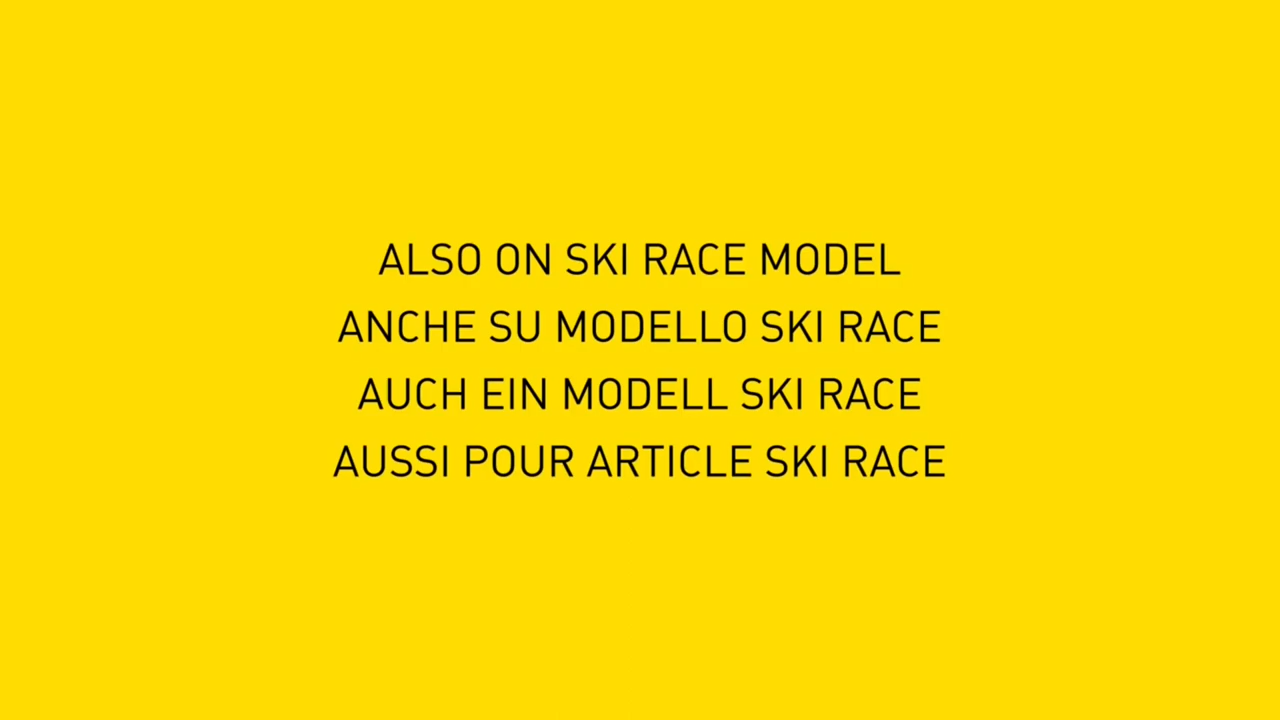 ALSO ON SKI RACE MODEL
ANCHE SU MODELLO SKI RACE
AUCH EIN MODELL SKI RACE
AUSSI POUR ARTICLE SKI RACE